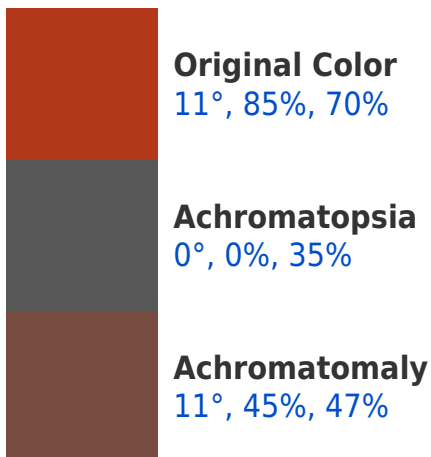 Original Color
11°, 85%, 70%
Achromatopsia
0°, 0%, 35%
Achromatomaly
11°, 45%, 47%